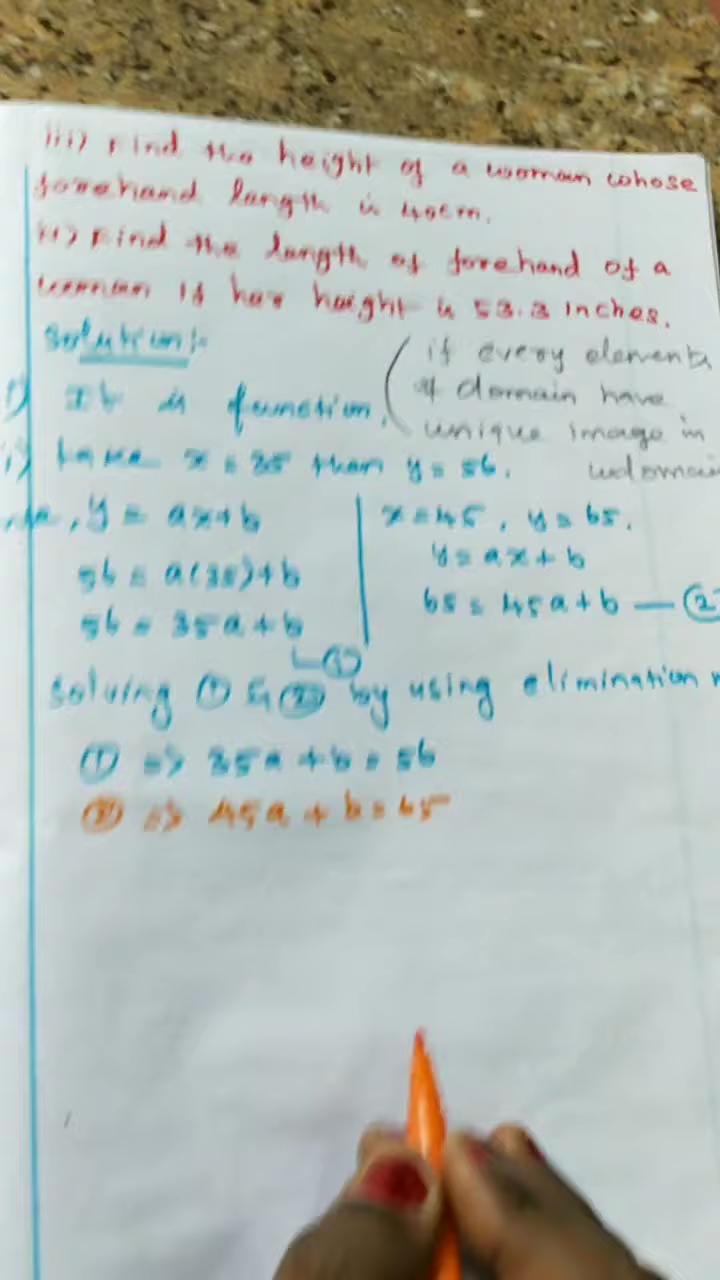 iii) Find the height of a woman whose
forehand length is 40cm.
iv) Find the length of forehand of a
woman if her height is 53.3 inches.
Solution:-
i) It is function. (if every elements
of domain have
unique image in
codomain
ii) take x = 35 then y = 56.
y = ax+b
56 = a(35)+b
56 = 35a+b
—①
x=45, y=65.
y=ax+b
65=45a+b —②
Solving ① & ② by using elimination
① => 35a+b=56
② => 45a+b=65